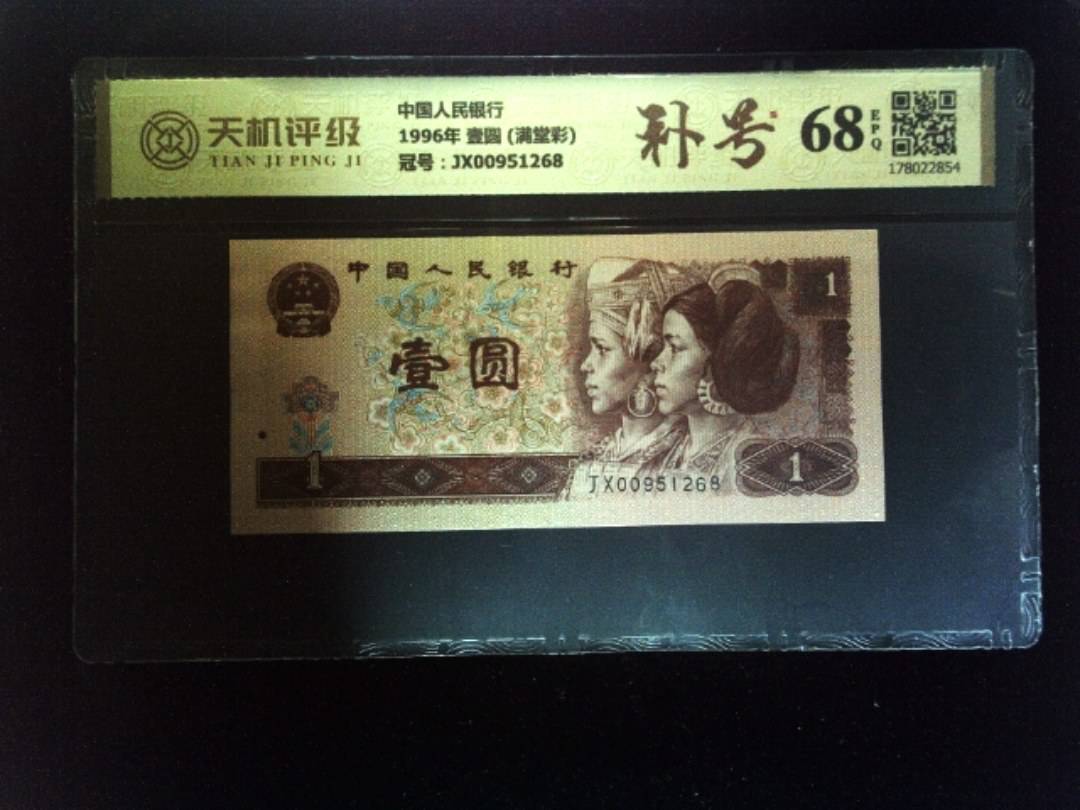 天机评级
TIAN JI PING JI
中国人民银行
1996年 壹圆 (满堂彩)
冠号：JX00951268
补号
68
EPQ
178022854
中国人民银行
1
壹圆
1
JX00951268
1